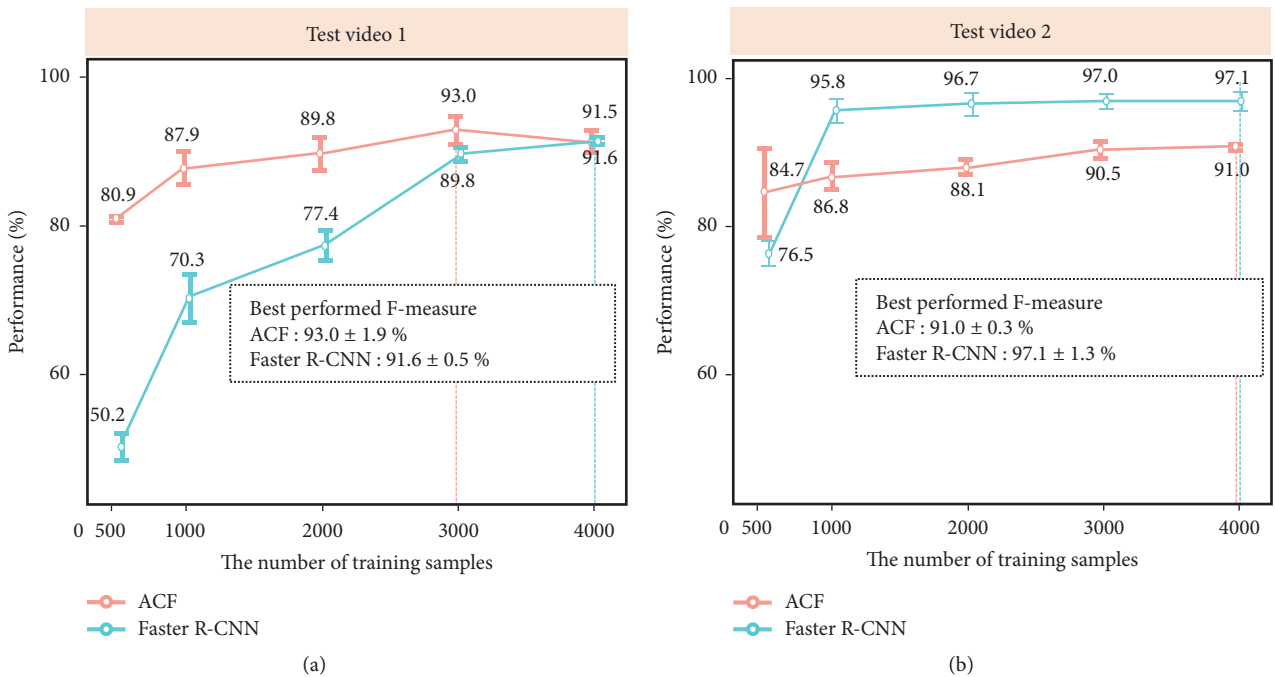 Test video 1
100
80
60
Performance (%)
80.9
87.9
89.8
93.0
91.5
50.2
70.3
77.4
89.8
91.6
Best performed F-measure
ACF : 93.0 ± 1.9 %
Faster R-CNN : 91.6 ± 0.5 %
0 500 1000 2000 3000 4000
The number of training samples
ACF
Faster R-CNN
(a)
Test video 2
100
80
60
Performance (%)
95.8
96.7
97.0
97.1
84.7
86.8
88.1
90.5
91.0
76.5
Best performed F-measure
ACF : 91.0 ± 0.3 %
Faster R-CNN : 97.1 ± 1.3 %
0 500 1000 2000 3000 4000
The number of training samples
ACF
Faster R-CNN
(b)